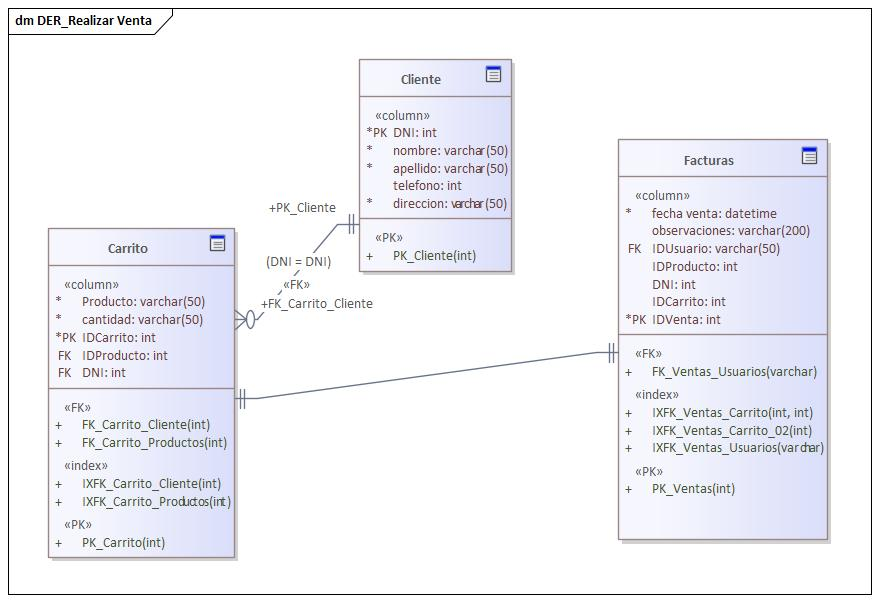 dm DER_Realizar Venta
Cliente
«column»
*PK DNI: int
* nombre: varchar(50)
* apellido: varchar(50)
telefono: int
* direccion: varchar(50)
«PK»
+ PK_Cliente(int)
Facturas
«column»
* fecha venta: datetime
observaciones: varchar(200)
FK IDUsuario: varchar(50)
IDProducto: int
DNI: int
IDCarrito: int
*PK IDVenta: int
«FK»
+ FK_Ventas_Usuarios(varchar)
«index»
+ IXFK_Ventas_Carrito(int, int)
+ IXFK_Ventas_Carrito_02(int)
+ IXFK_Ventas_Usuarios(varchar)
«PK»
+ PK_Ventas(int)
+PK_Cliente
(DNI = DNI)
«FK»
+FK_Carrito_Cliente
Carrito
«column»
* Producto: varchar(50)
* cantidad: varchar(50)
*PK IDCarrito: int
FK IDProducto: int
FK DNI: int
«FK»
+ FK_Carrito_Cliente(int)
+ FK_Carrito_Productos(int)
«index»
+ IXFK_Carrito_Cliente(int)
+ IXFK_Carrito_Productos(int)
«PK»
+ PK_Carrito(int)